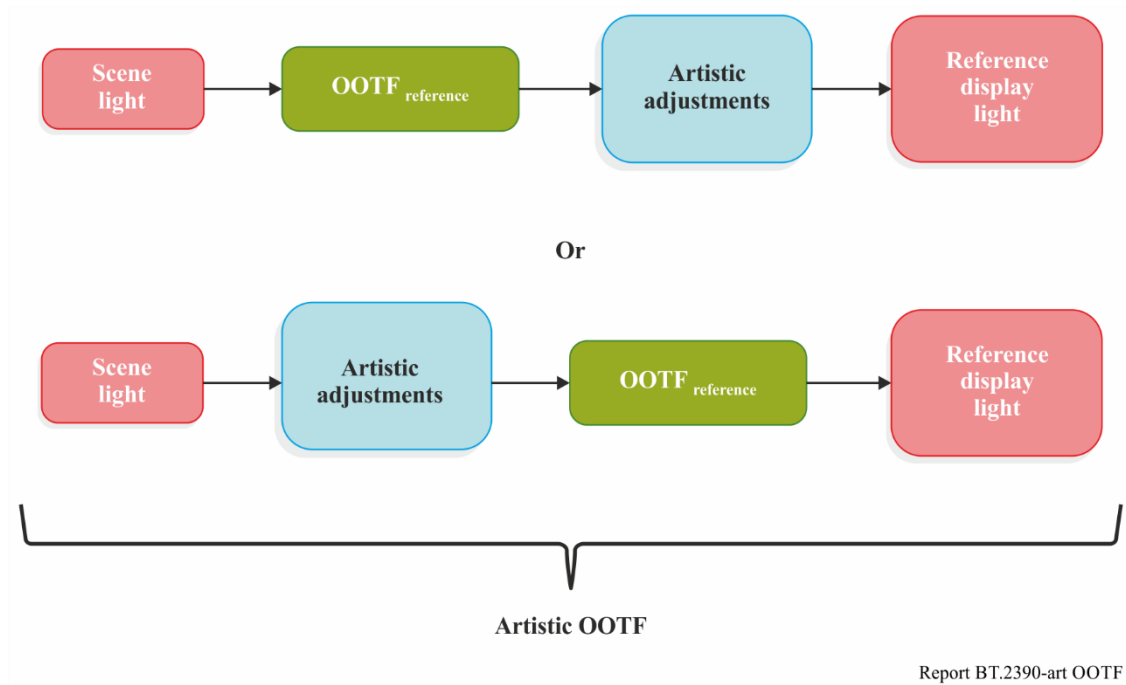 Scene
light
OOTF reference
Artistic
adjustments
Reference
display
light
Or
Scene
light
Artistic
adjustments
OOTF reference
Reference
display
light
Artistic OOTF
Report BT.2390-art OOTF